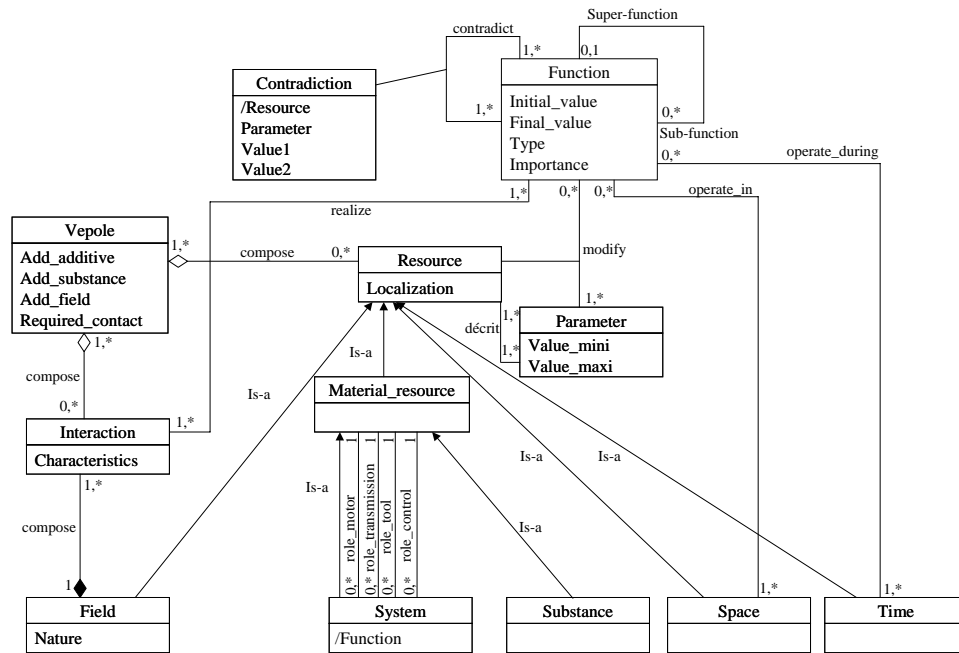 Super-function
contradict
1,*
0,1
Function
Contradiction
/Resource
Parameter
Value1
Value2
Initial_value
Final_value
Type
Importance
1,*
0,*
Sub-function
0,*
operate_during
1,*
0,*
0,*
operate_in
realize
Vepole
Add_additive
Add_substance
Add_field
Required_contact
1,*
compose
0,*
Resource
Localization
modify
1,*
décrit
1,*
1,*
Parameter
Value_mini
Value_maxi
1,*
compose
0,*
Is-a
Is-a
Material_resource
Interaction
Characteristics
1,*
1,*
compose
1
Is-a
1
role_motor
0,*
1
role_transmission
0,*
1
role_tool
0,*
1
role_control
0,*
Is-a
Is-a
Is-a
1,*
1,*
Field
Nature
System
/Function
Substance
Space
Time